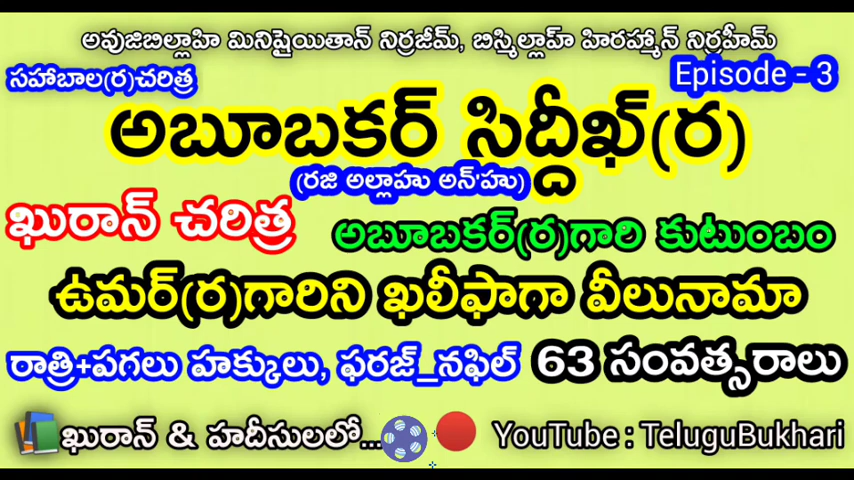 అవుజిబిల్లాహి మినిషైయితాన్ నిర్రజీమ్, బిస్మిల్లాహ్ హిరహ్మాన్ నిర్రహీమ్
సహాబాల(ర)చరిత్ర
Episode - 3
అబూబకర్ సిద్దీఖ్(ర)
(రజి అల్లాహు అన్'హు)
ఖురాన్ చరిత్ర
అబూబకర్(ర)గారి కుటుంబం
ఉమర్(ర)గారిని ఖలీఫాగా వీలునామా
రాత్రి+పగలు హక్కులు, ఫరజ్_నఫిల్ 63 సంవత్సరాలు
ఖురాన్ & హదీసులలో...
YouTube : TeluguBukhari